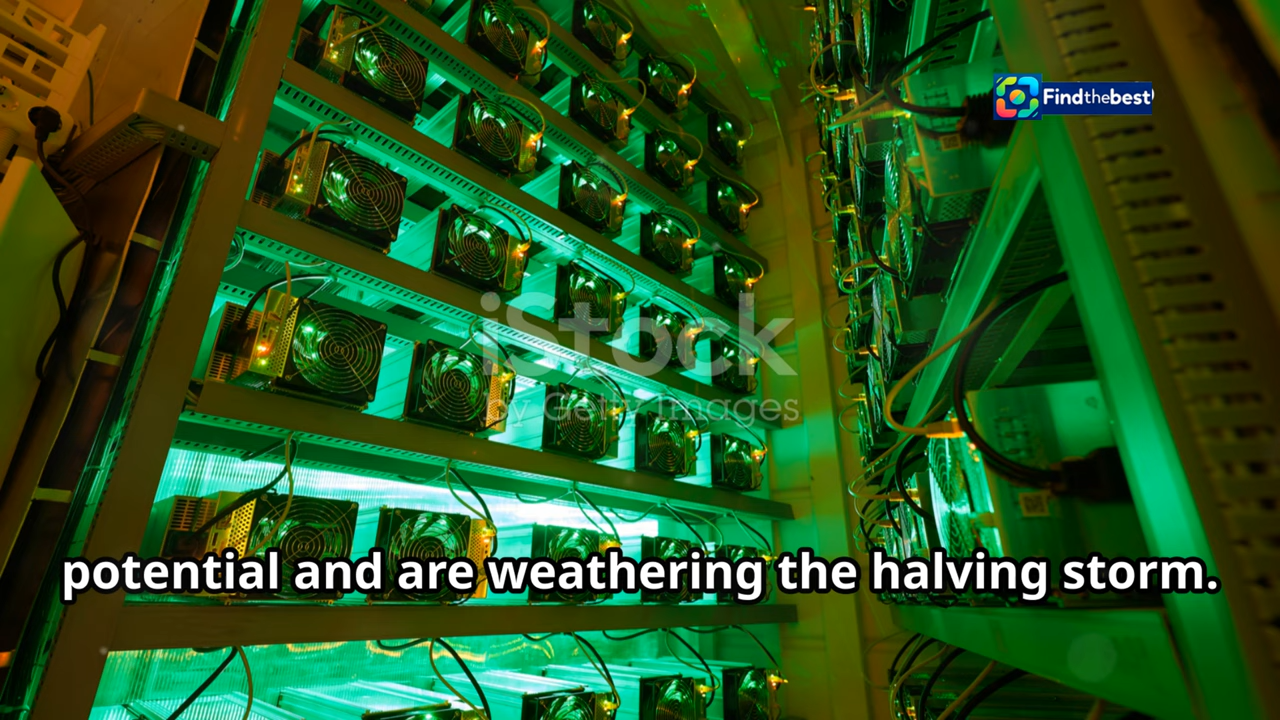 Findthebest
iStock
by Getty Images
potential and are weathering the halving storm.